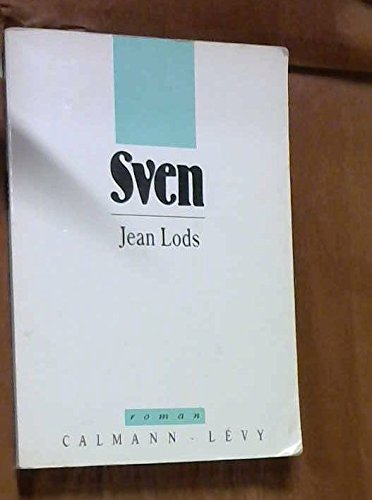 Sven
Jean Lods
roman
CALMANN - LÉVY